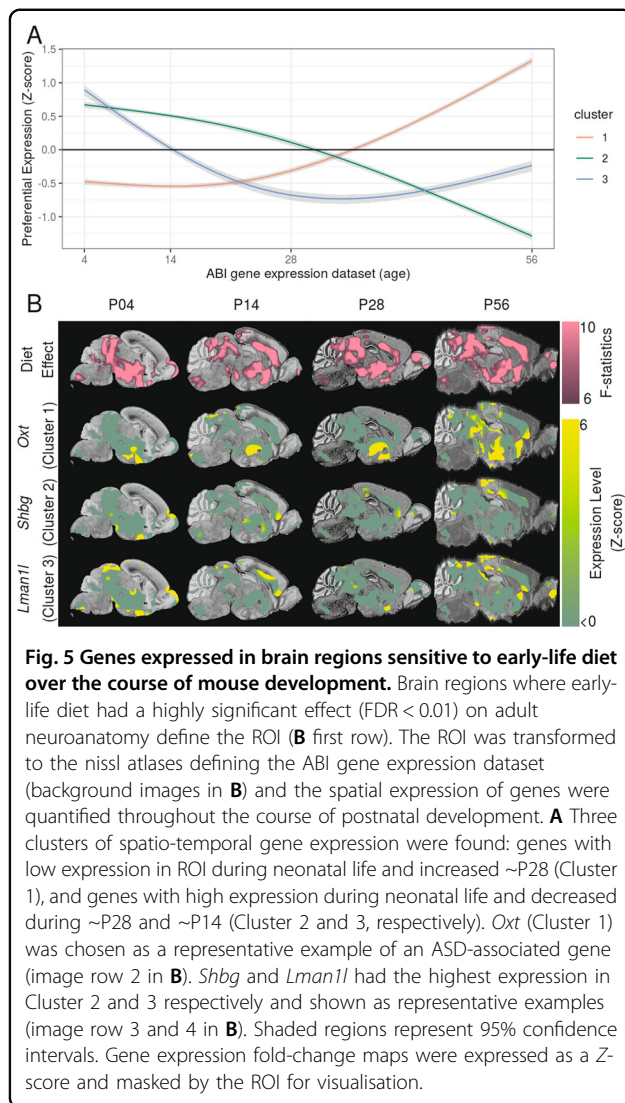 A
Preferential Expression (Z-score)
1.5
1.0
0.5
0.0
-0.5
-1.0
4
14
28
56
ABI gene expression dataset (age)
cluster
1
2
3
B
P04
P14
P28
P56
Diet
Effect
Oxt
(Cluster 1)
Shbg
(Cluster 2)
Lman1l
(Cluster 3)
10
6
F-statistics
6
<0
Expression Level
(Z-score)
Fig. 5 Genes expressed in brain regions sensitive to early-life diet
over the course of mouse development. Brain regions where early-
life diet had a highly significant effect (FDR < 0.01) on adult
neuroanatomy define the ROI (B first row). The ROI was transformed
to the nissl atlases defining the ABI gene expression dataset
(background images in B) and the spatial expression of genes were
quantified throughout the course of postnatal development. A Three
clusters of spatio-temporal gene expression were found: genes with
low expression in ROI during neonatal life and increased ~P28 (Cluster
1), and genes with high expression during neonatal life and decreased
during ~P28 and ~P14 (Cluster 2 and 3, respectively). Oxt (Cluster 1)
was chosen as a representative example of an ASD-associated gene
(image row 2 in B). Shbg and Lman1l had the highest expression in
Cluster 2 and 3 respectively and shown as representative examples
(image row 3 and 4 in B). Shaded regions represent 95% confidence
intervals. Gene expression fold-change maps were expressed as a Z-
score and masked by the ROI for visualisation.